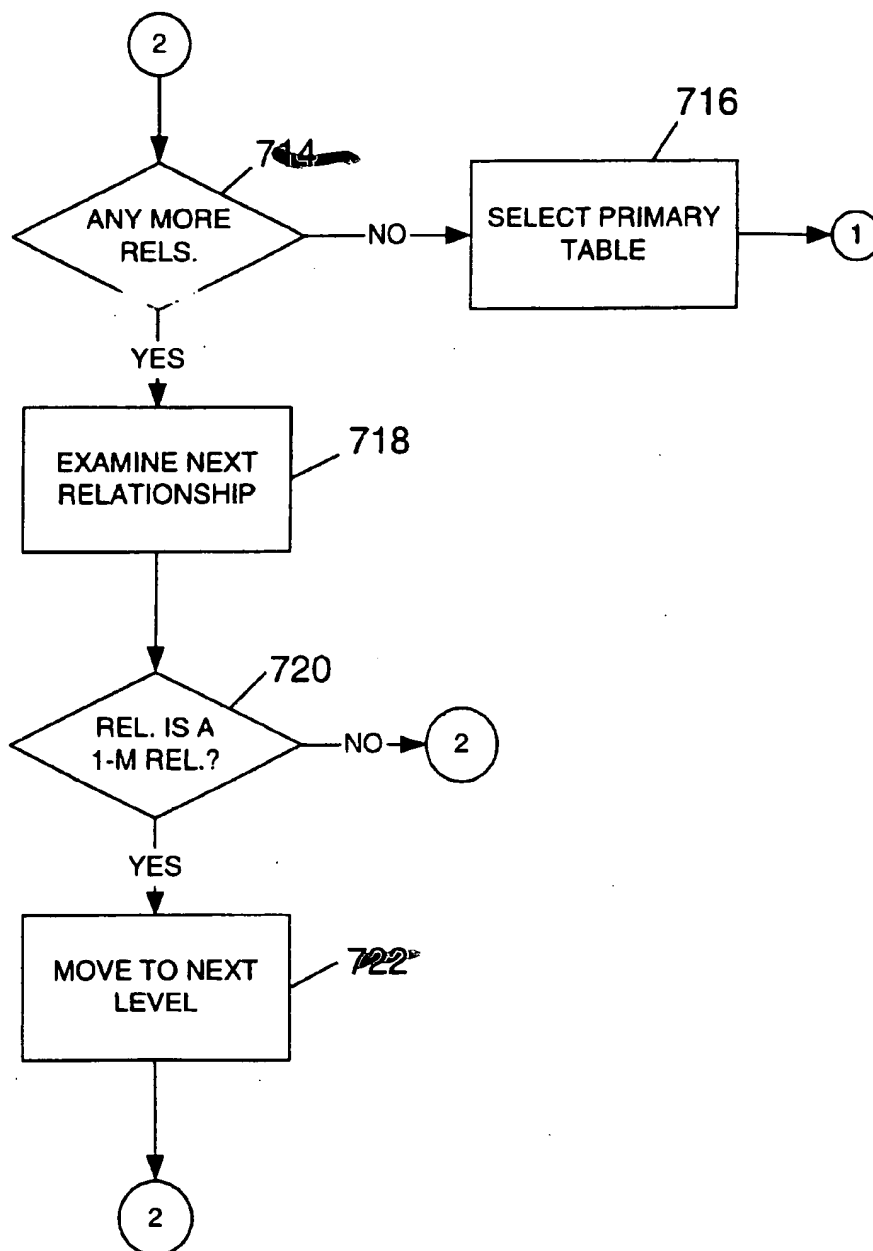 2
714
716
ANY MORE
RELS.
NO
SELECT PRIMARY
TABLE
1
YES
EXAMINE NEXT
RELATIONSHIP
718
720
REL. IS A
1-M REL.?
NO
2
YES
MOVE TO NEXT
LEVEL
722
2